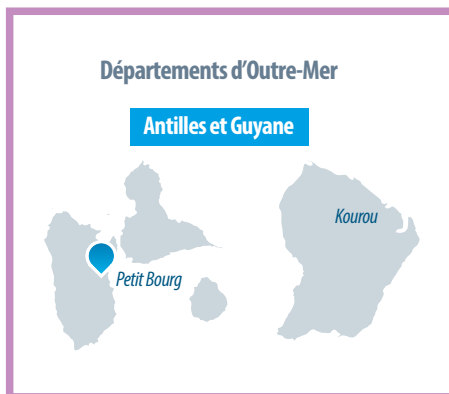 Départements d'Outre-Mer
Antilles et Guyane
Kourou
Petit Bourg